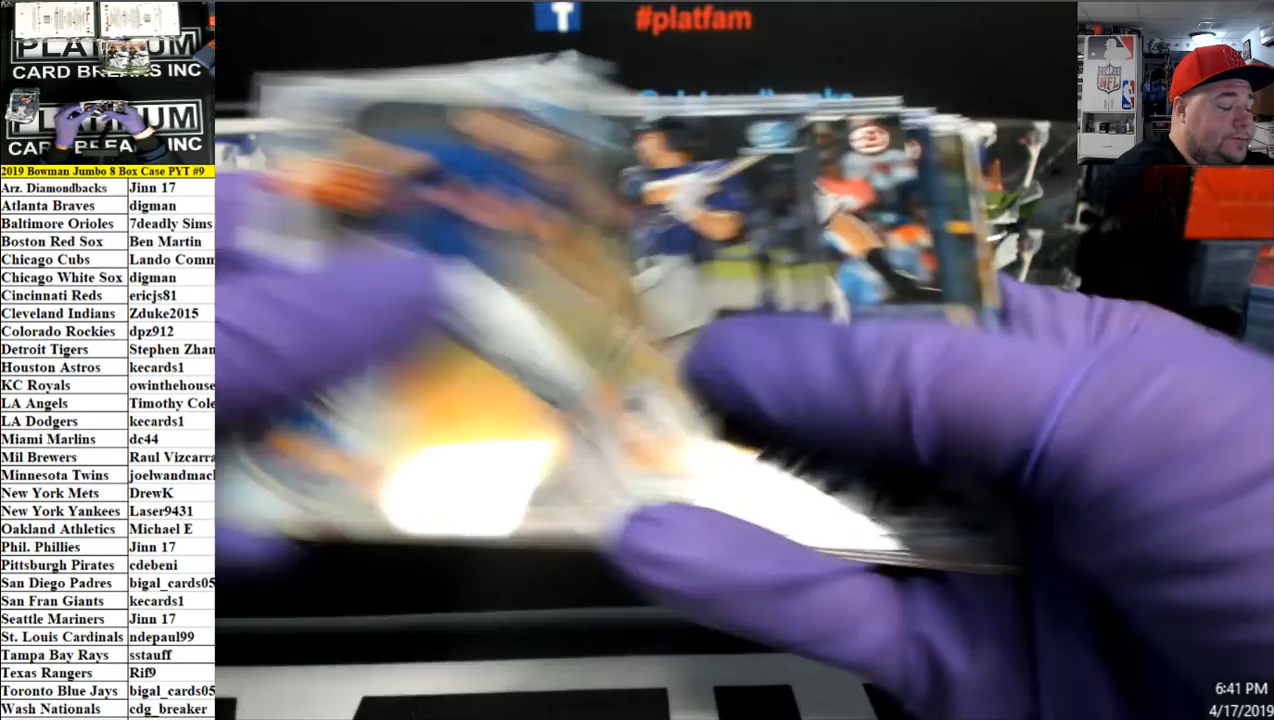 #platfam
PLATINUM
CARD BREAKS INC
2019 Bowman Jumbo 8 Box Case PYT #9
Arz. Diamondbacks Jinn 17
Atlanta Braves digman
Baltimore Orioles 7deadly Sims
Boston Red Sox Ben Martin
Chicago Cubs Lando Comm
Chicago White Sox digman
Cincinnati Reds ericjs81
Cleveland Indians Zduke2015
Colorado Rockies dpz912
Detroit Tigers Stephen Zhan
Houston Astros kecards1
KC Royals owinthehouse
LA Angels Timothy Cole
LA Dodgers kecards1
Miami Marlins dc44
Mil Brewers Raul Vizcarra
Minnesota Twins joelwandmacl
New York Mets DrewK
New York Yankees Laser9431
Oakland Athletics Michael E
Phil. Phillies Jinn 17
Pittsburgh Pirates cdebeni
San Diego Padres bigal_cards05
San Fran Giants kecards1
Seattle Mariners Jinn 17
St. Louis Cardinals ndepaul99
Tampa Bay Rays sstauff
Texas Rangers Rif9
Toronto Blue Jays bigal_cards05
Wash Nationals cdg_breaker
NFL
6:41 PM
4/17/2019